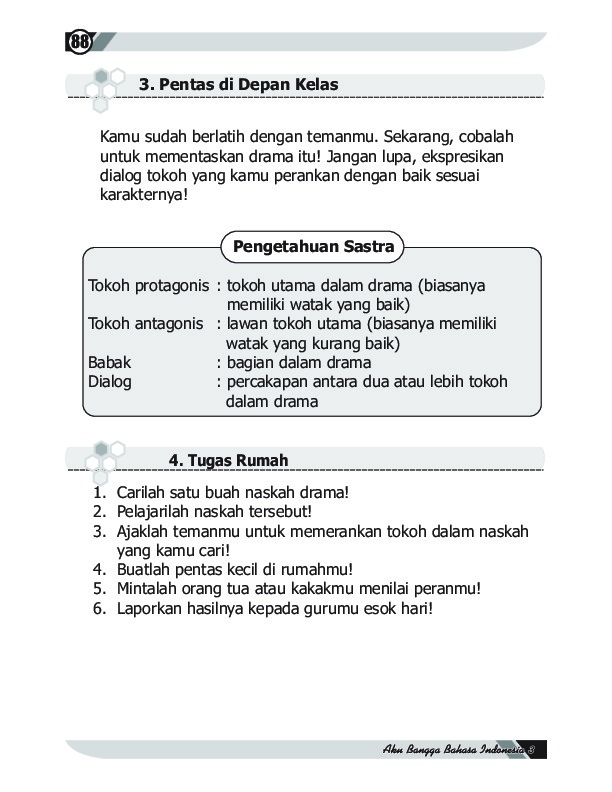 88
3. Pentas di Depan Kelas
Kamu sudah berlatih dengan temanmu. Sekarang, cobalah
untuk mementaskan drama itu! Jangan lupa, ekspresikan
dialog tokoh yang kamu perankan dengan baik sesuai
karakternya!
Pengetahuan Sastra
Tokoh protagonis : tokoh utama dalam drama (biasanya
memiliki watak yang baik)
Tokoh antagonis : lawan tokoh utama (biasanya memiliki
watak yang kurang baik)
Babak : bagian dalam drama
Dialog : percakapan antara dua atau lebih tokoh
dalam drama
4. Tugas Rumah
1. Carilah satu buah naskah drama!
2. Pelajarilah naskah tersebut!
3. Ajaklah temanmu untuk memerankan tokoh dalam naskah
yang kamu cari!
4. Buatlah pentas kecil di rumahmu!
5. Mintalah orang tua atau kakakmu menilai peranmu!
6. Laporkan hasilnya kepada gurumu esok hari!
Aku Bangga Bahasa Indonesia 3